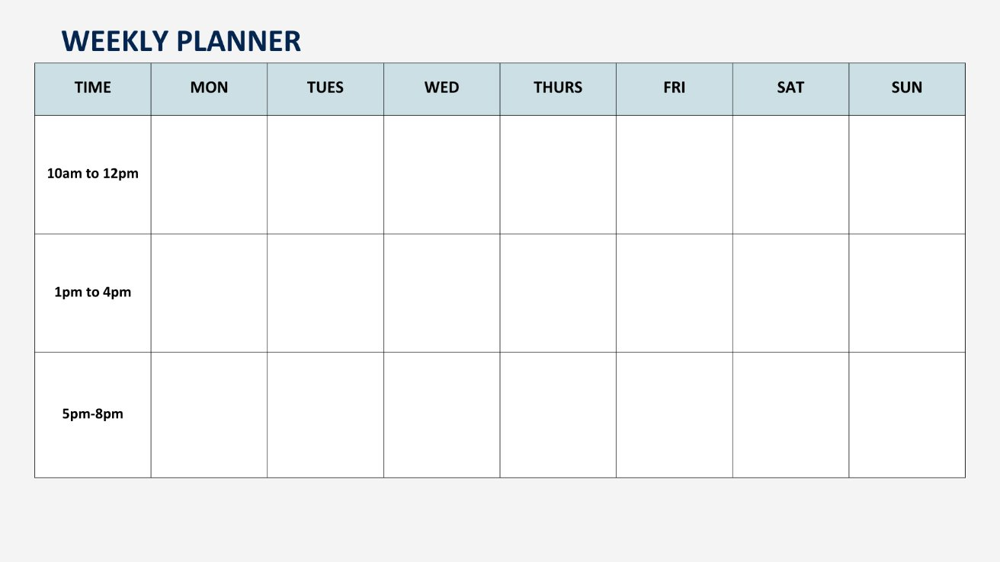 WEEKLY PLANNER
TIME MON TUES WED THURS FRI SAT SUN
10am to 12pm
1pm to 4pm
5pm-8pm